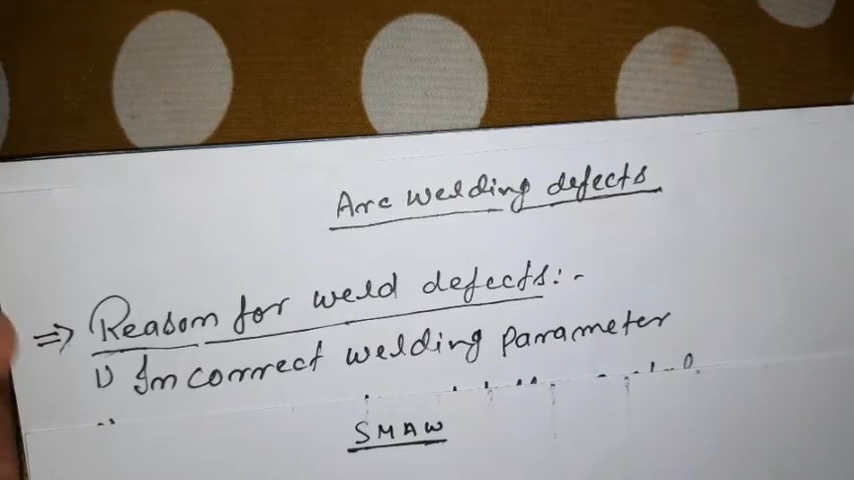 Arc welding defects
⇒ Reason for weld defects:-
1) Incorrect welding parameter
SMAW